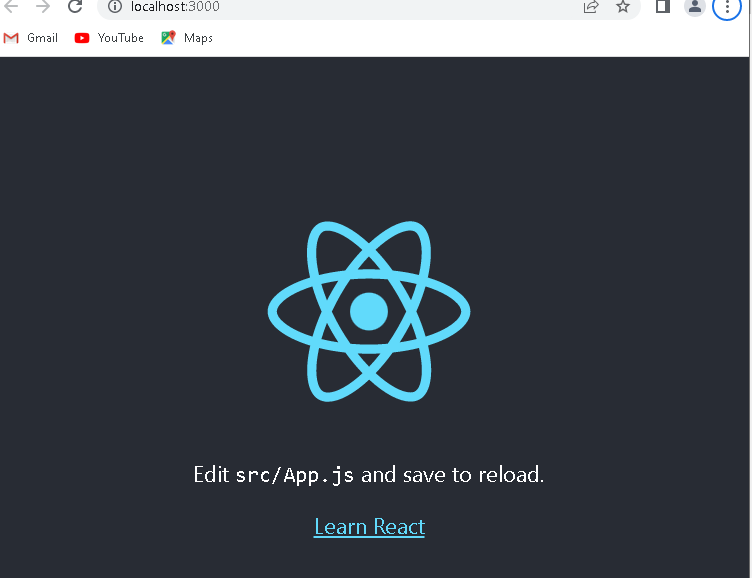 localhost:3000
Gmail YouTube Maps
Edit src/App.js and save to reload.
Learn React